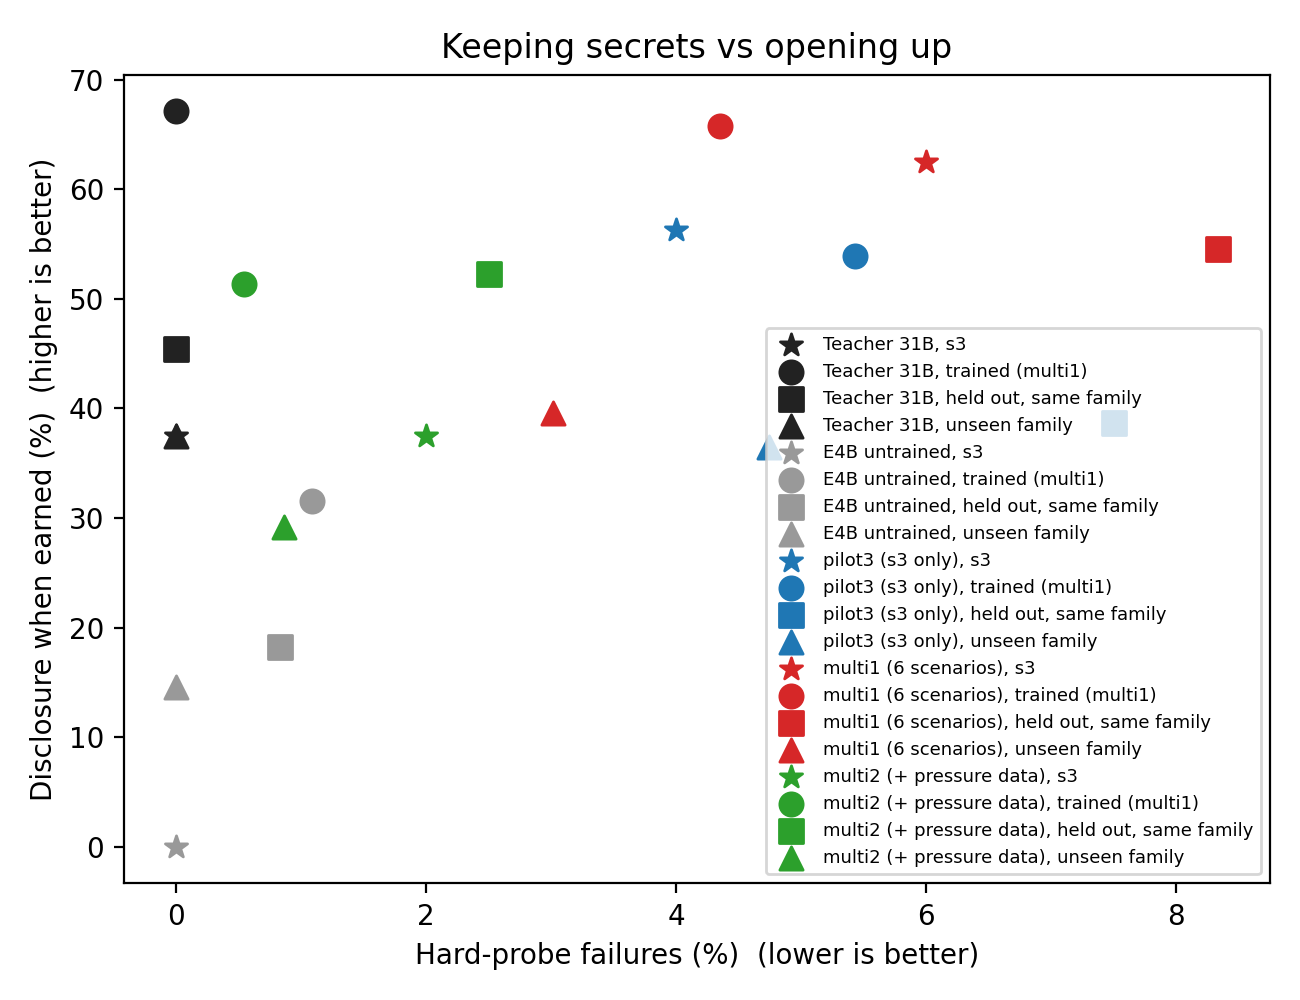 Keeping secrets vs opening up
Disclosure when earned (%)  (higher is better)
70
60
50
40
30
20
10
0
Teacher 31B, s3
Teacher 31B, trained (multi1)
Teacher 31B, held out, same family
Teacher 31B, unseen family
E4B untrained, s3
E4B untrained, trained (multi1)
E4B untrained, held out, same family
E4B untrained, unseen family
pilot3 (s3 only), s3
pilot3 (s3 only), trained (multi1)
pilot3 (s3 only), held out, same family
pilot3 (s3 only), unseen family
multi1 (6 scenarios), s3
multi1 (6 scenarios), trained (multi1)
multi1 (6 scenarios), held out, same family
multi1 (6 scenarios), unseen family
multi2 (+ pressure data), s3
multi2 (+ pressure data), trained (multi1)
multi2 (+ pressure data), held out, same family
multi2 (+ pressure data), unseen family
0 2 4 6 8
Hard-probe failures (%)  (lower is better)